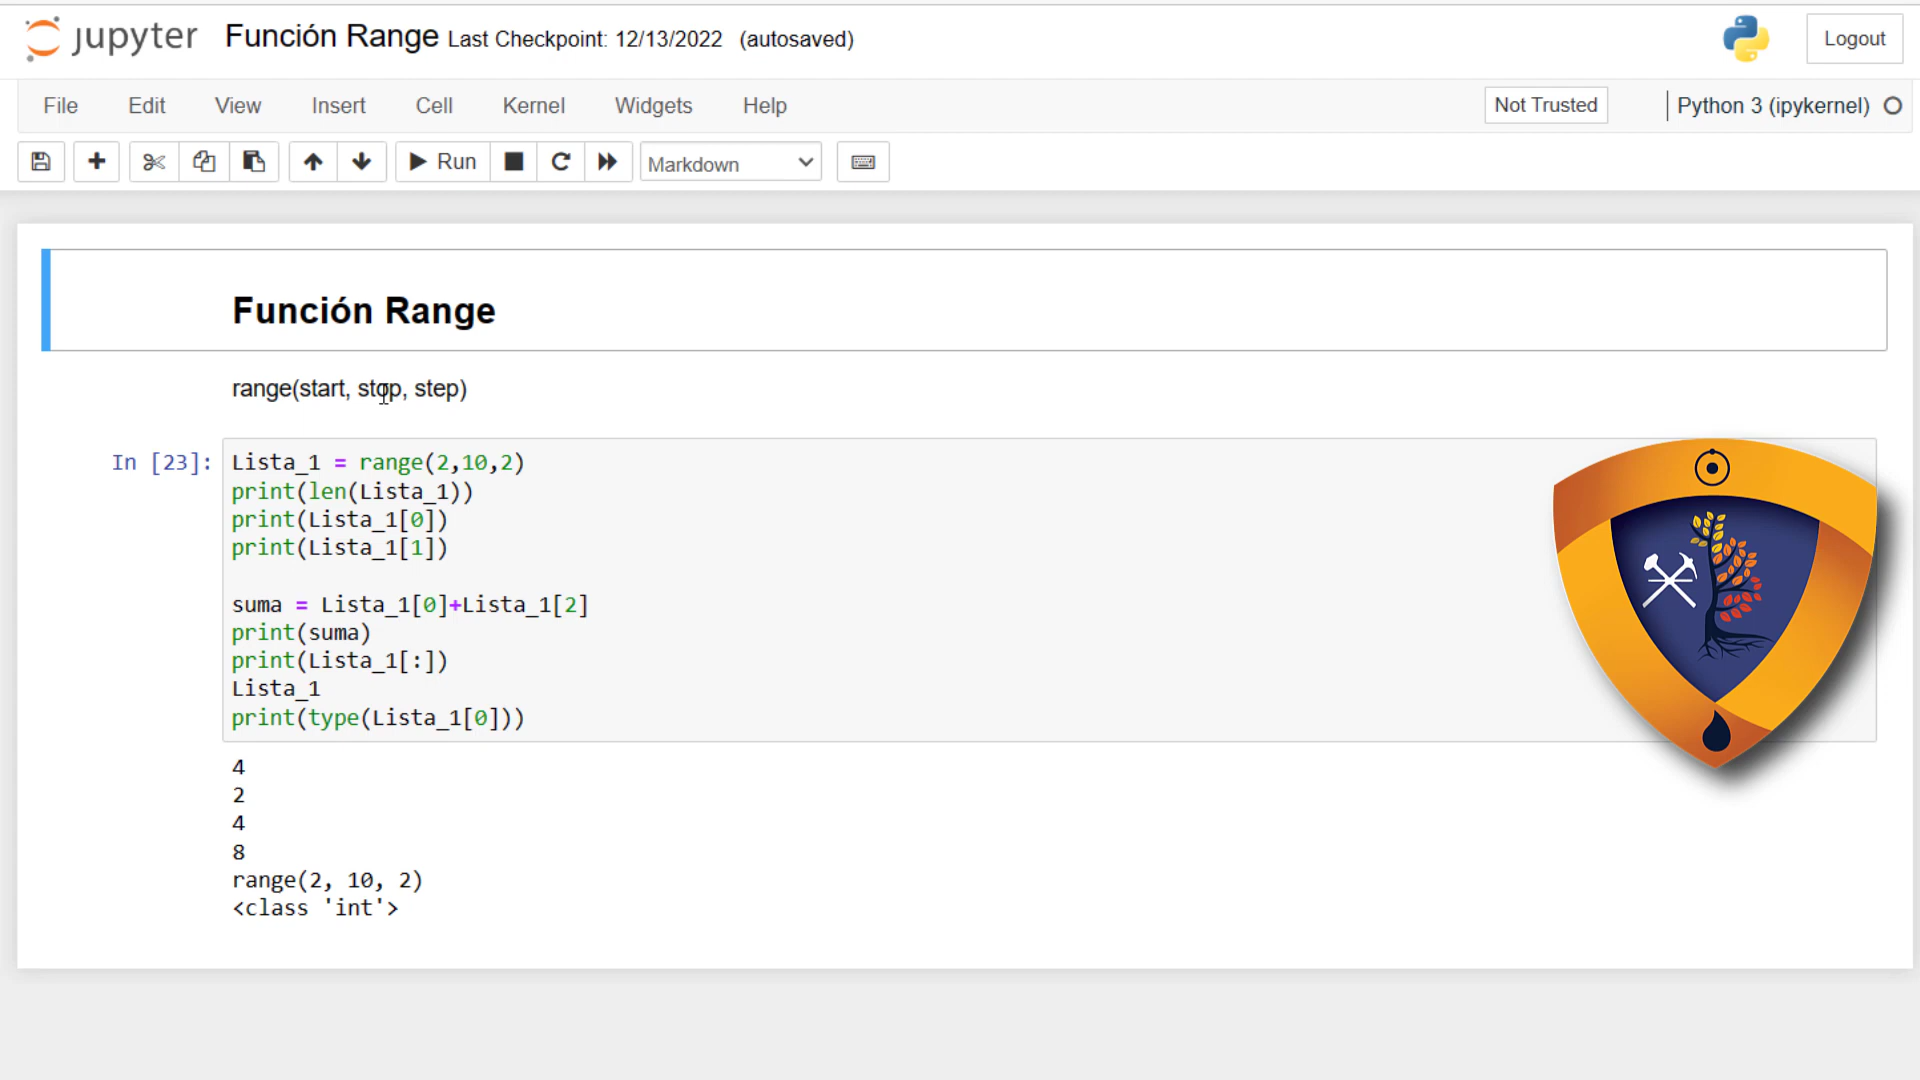 jupyter Función Range Last Checkpoint: 12/13/2022 (autosaved) Logout
File Edit View Insert Cell Kernel Widgets Help Not Trusted Python 3 (ipykernel)
Run Markdown
Función Range
range(start, stop, step)
In [23]: Lista_1 = range(2,10,2)
print(len(Lista_1))
print(Lista_1[0])
print(Lista_1[1])
suma = Lista_1[0]+Lista_1[2]
print(suma)
print(Lista_1[:])
Lista_1
print(type(Lista_1[0]))
4
2
4
8
range(2, 10, 2)
<class 'int'>